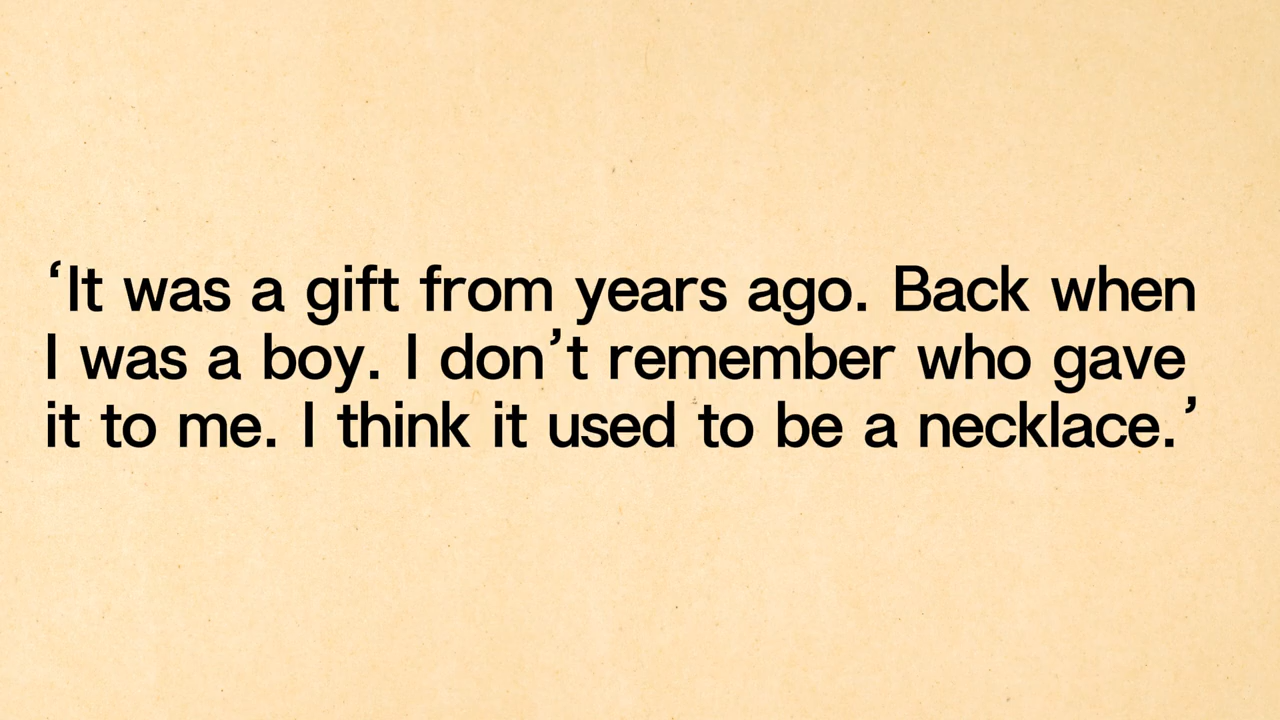 ‘It was a gift from years ago. Back when
I was a boy. I don’t remember who gave
it to me. I think it used to be a necklace.’